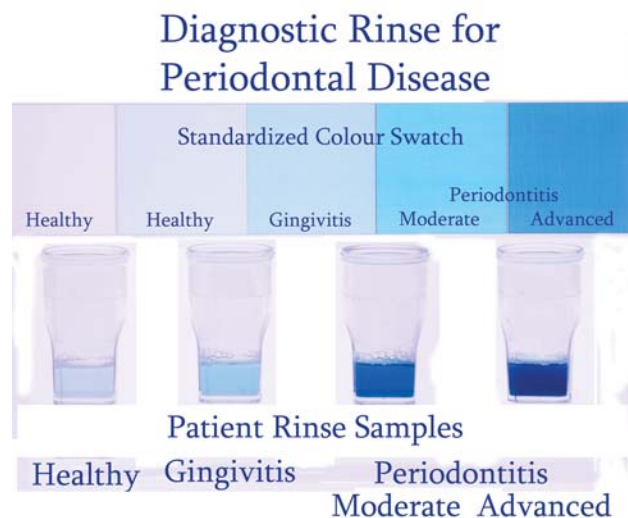 Diagnostic Rinse for
Periodontal Disease
Standardized Colour Swatch
Periodontitis
Healthy Healthy Gingivitis Moderate Advanced
Patient Rinse Samples
Healthy Gingivitis Periodontitis
Moderate Advanced